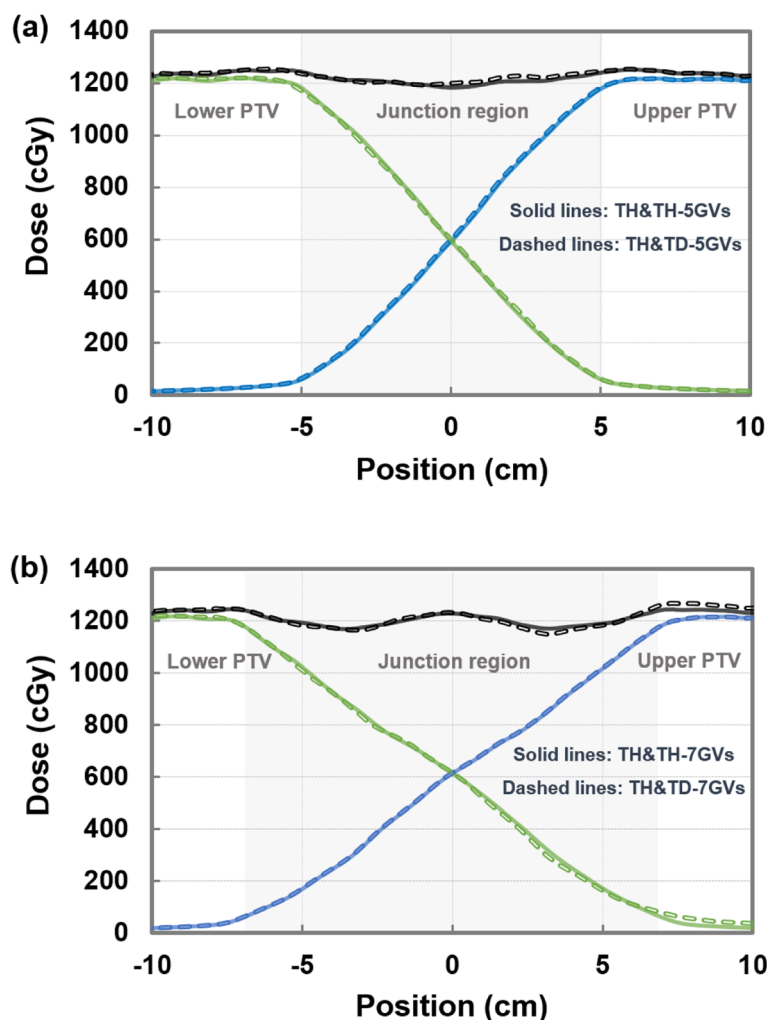 (a)
1400
1200
1000
800
600
400
200
0
Dose (cGy)
Lower PTV Junction region Upper PTV
Solid lines: TH&TH-5GVs
Dashed lines: TH&TD-5GVs
-10 -5 0 5 10
Position (cm)
(b)
1400
1200
1000
800
600
400
200
0
Dose (cGy)
Lower PTV Junction region Upper PTV
Solid lines: TH&TH-7GVs
Dashed lines: TH&TD-7GVs
-10 -5 0 5 10
Position (cm)